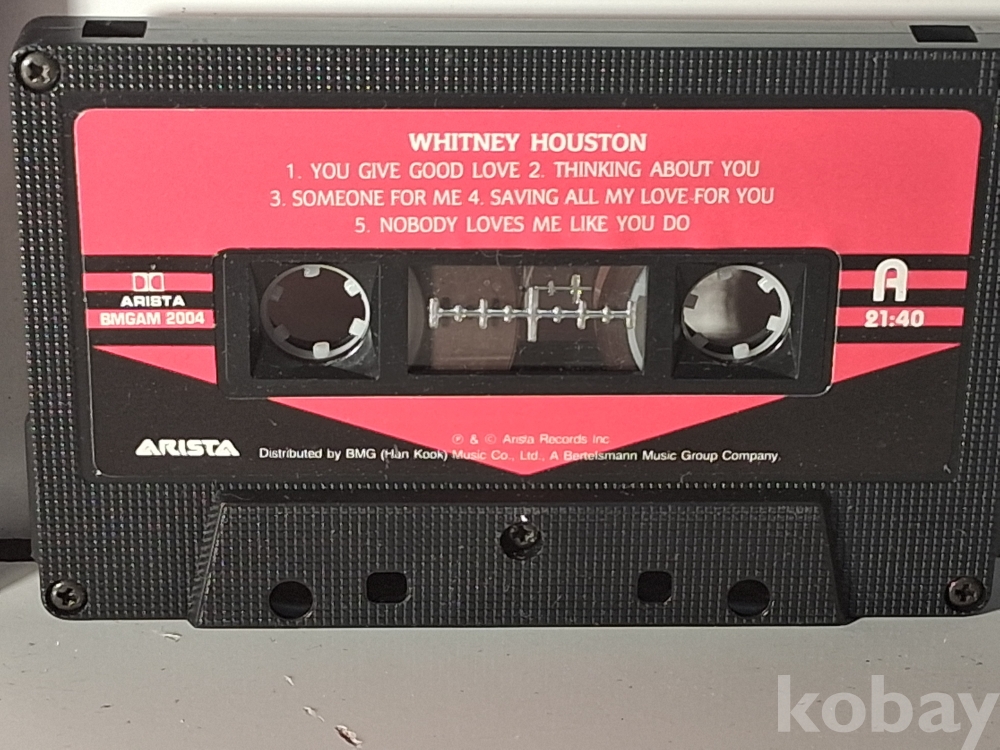 WHITNEY HOUSTON
1. YOU GIVE GOOD LOVE 2. THINKING ABOUT YOU
3. SOMEONE FOR ME 4. SAVING ALL MY LOVE FOR YOU
5. NOBODY LOVES ME LIKE YOU DO
ARISTA
BMGAM 2004
A
21:40
ARISTA
℗ & © Arista Records Inc
Distributed by BMG (Han Kook) Music Co., Ltd., A Bertelsmann Music Group Company.
kobay